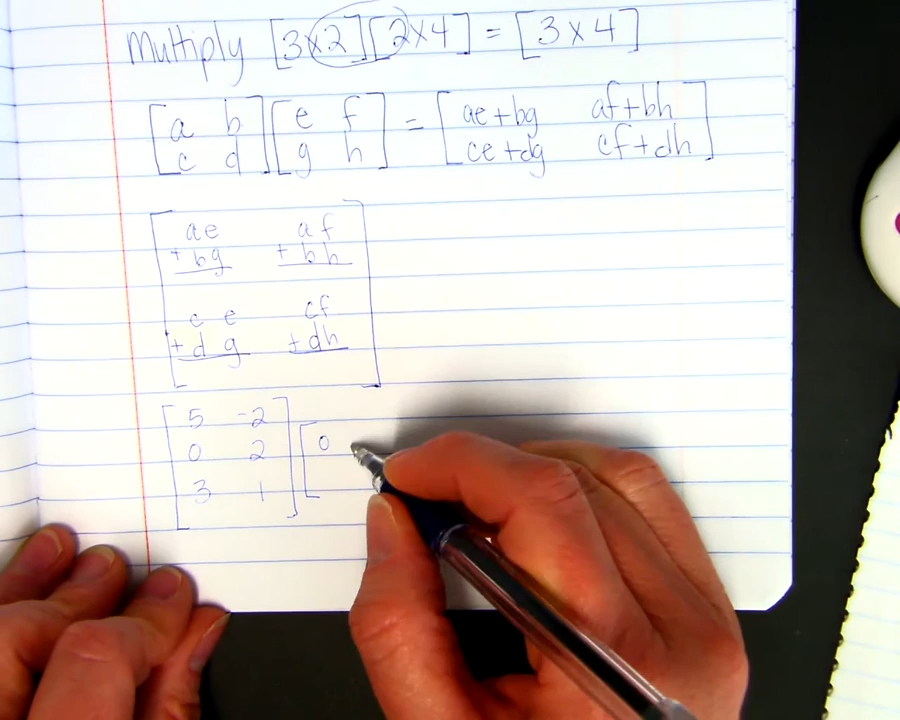 Multiply [3x2][2x4] = [3x4]
[a b][e f] = [ae+bg af+bh]
[c d][g h] [ce+dg cf+dh]
ae af
+bg +bh
ce cf
+dg +dh
5 -2
0 2 0
3 1